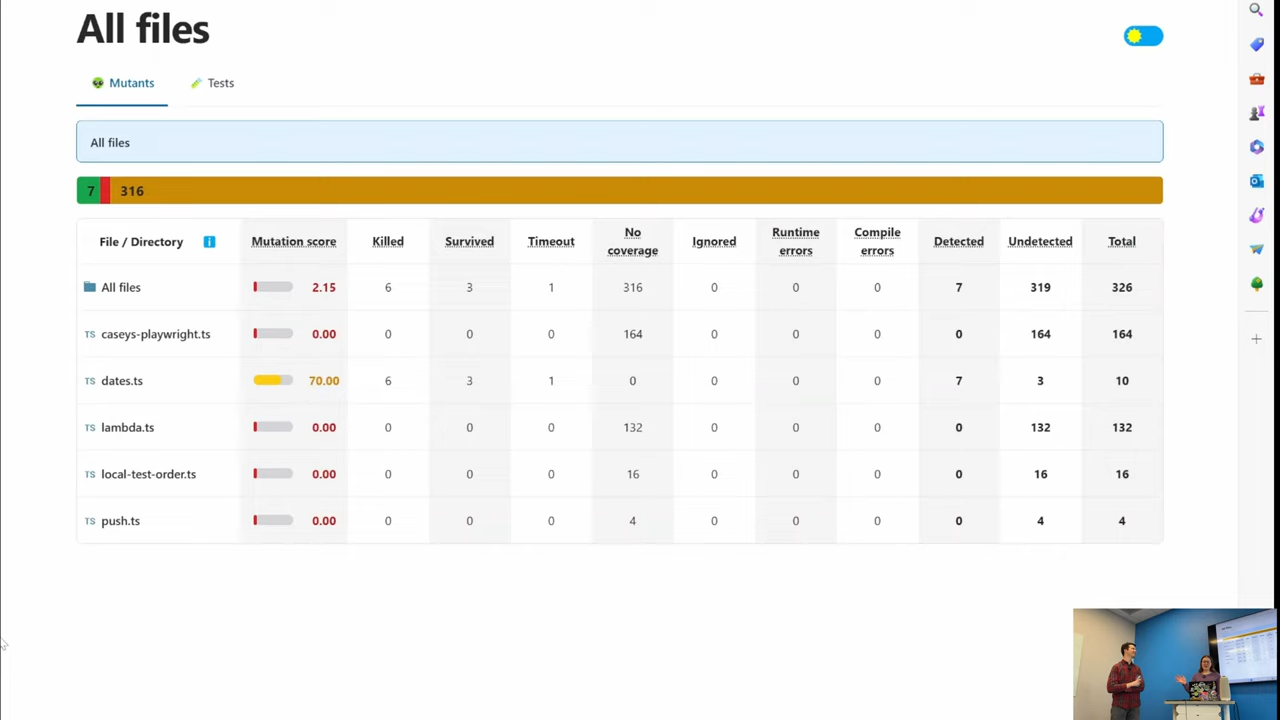 All files
Mutants Tests
All files
7 316
File / Directory Mutation score Killed Survived Timeout No coverage Ignored Runtime errors Compile errors Detected Undetected Total
All files 2.15 6 3 1 316 0 0 0 7 319 326
TS caseys-playwright.ts 0.00 0 0 0 164 0 0 0 0 164 164
TS dates.ts 70.00 6 3 1 0 0 0 0 7 3 10
TS lambda.ts 0.00 0 0 0 132 0 0 0 0 132 132
TS local-test-order.ts 0.00 0 0 0 16 0 0 0 0 16 16
TS push.ts 0.00 0 0 0 4 0 0 0 0 4 4